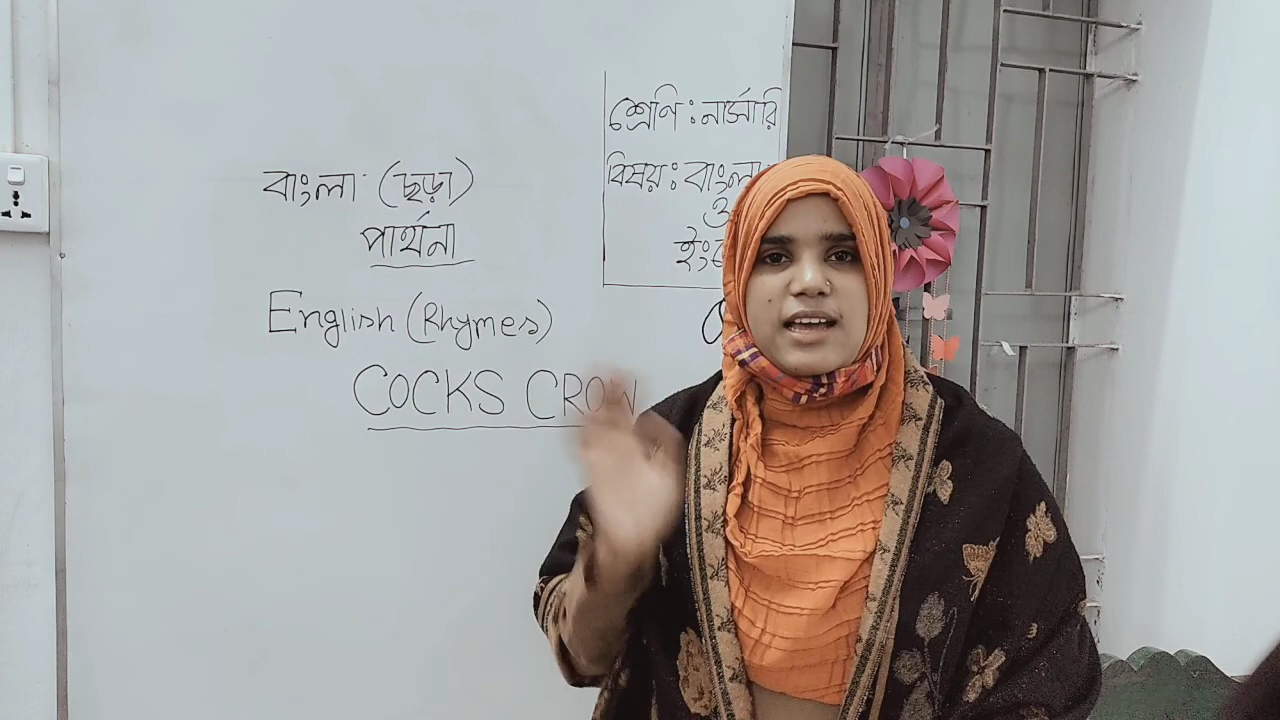 শ্রেণি : নার্সারি
বিষয় : বাংলা
ও
বাংলা (ছড়া)
পার্থনা
English (Rhymes)
COCKS CROW